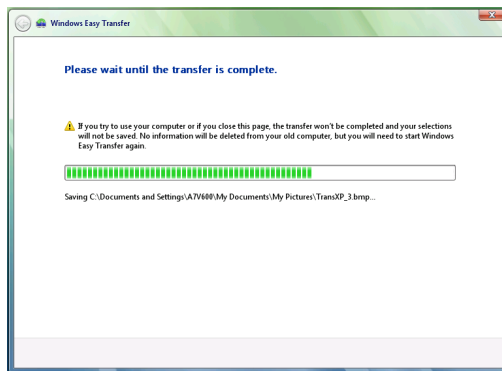 Windows Easy Transfer
Please wait until the transfer is complete.
If you try to use your computer or if you close this page, the transfer won't be completed and your selections
will not be saved. No information will be deleted from your old computer, but you will need to start Windows
Easy Transfer again.
Saving C:\Documents and Settings\A7V600\My Documents\My Pictures\TransXP_3.bmp...